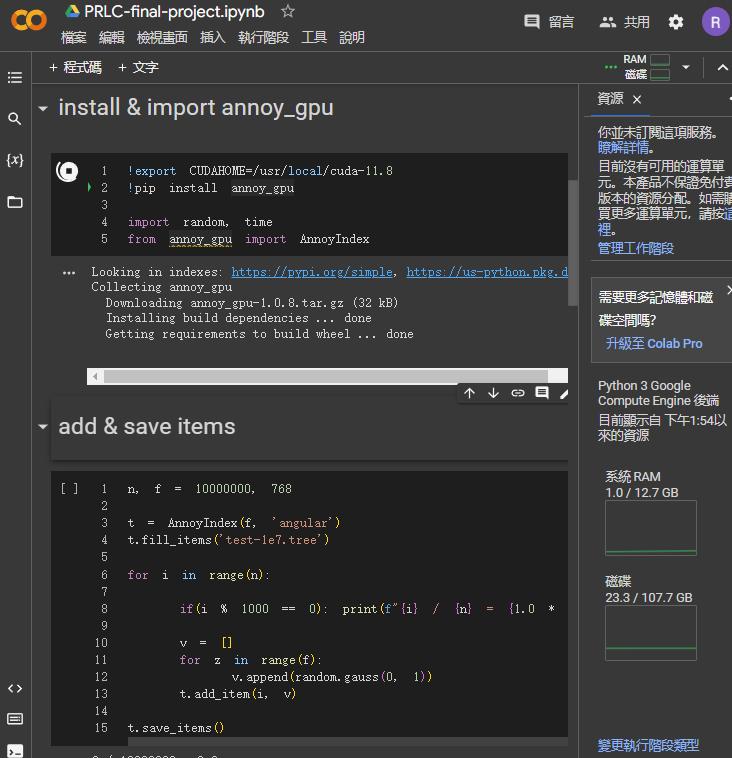 PRLC-final-project.ipynb
檔案 編輯 檢視畫面 插入 執行階段 工具 說明
留言 共用 R
+ 程式碼 + 文字
RAM
磁碟
install & import annoy_gpu
1 !export CUDAHOME=/usr/local/cuda-11.8
2 !pip install annoy_gpu
3
4 import random, time
5 from annoy_gpu import AnnoyIndex
Looking in indexes: https://pypi.org/simple, https://us-python.pkg.d
Collecting annoy_gpu
Downloading annoy_gpu-1.0.8.tar.gz (32 kB)
Installing build dependencies ... done
Getting requirements to build wheel ... done
add & save items
[ ] 1 n, f = 10000000, 768
2
3 t = AnnoyIndex(f, 'angular')
4 t.fill_items('test-1e7.tree')
5
6 for i in range(n):
7
8 if(i % 1000 == 0): print(f"{i} / {n} = {1.0 *
9
10 v = []
11 for z in range(f):
12 v.append(random.gauss(0, 1))
13 t.add_item(i, v)
14
15 t.save_items()
資源
你並未訂閱這項服務。
瞭解詳情。
目前沒有可用的運算單
元。本產品不保證免付費
版本的資源分配。如需購
買更多運算單元，請按這
裡。
管理工作階段
需要更多記憶體和磁
碟空間嗎?
升級至 Colab Pro
Python 3 Google
Compute Engine 後端
目前顯示自 下午1:54以
來的資源
系統 RAM
1.0 / 12.7 GB
磁碟
23.3 / 107.7 GB
變更執行階段類型